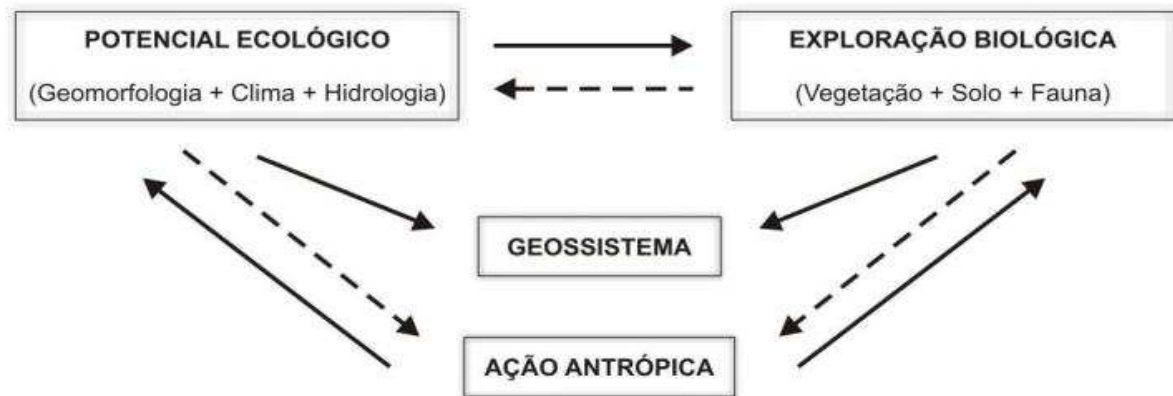 POTENCIAL ECOLÓGICO
(Geomorfologia + Clima + Hidrologia)
EXPLORAÇÃO BIOLÓGICA
(Vegetação + Solo + Fauna)
GEOSSISTEMA
AÇÃO ANTRÓPICA